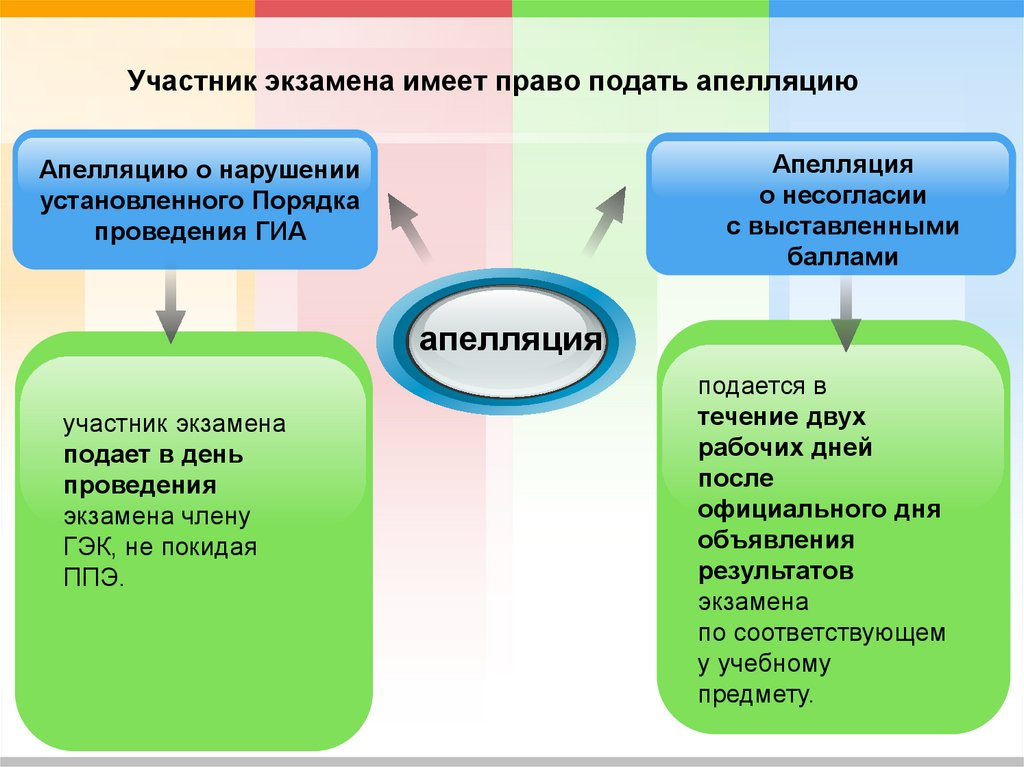 Участник экзамена имеет право подать апелляцию
Апелляцию о нарушении
установленного Порядка
проведения ГИА
Апелляция
о несогласии
с выставленными
баллами
апелляция
участник экзамена
подает в день
проведения
экзамена члену
ГЭК, не покидая
ППЭ.
подается в
течение двух
рабочих дней
после
официального дня
объявления
результатов
экзамена
по соответствующем
у учебному
предмету.